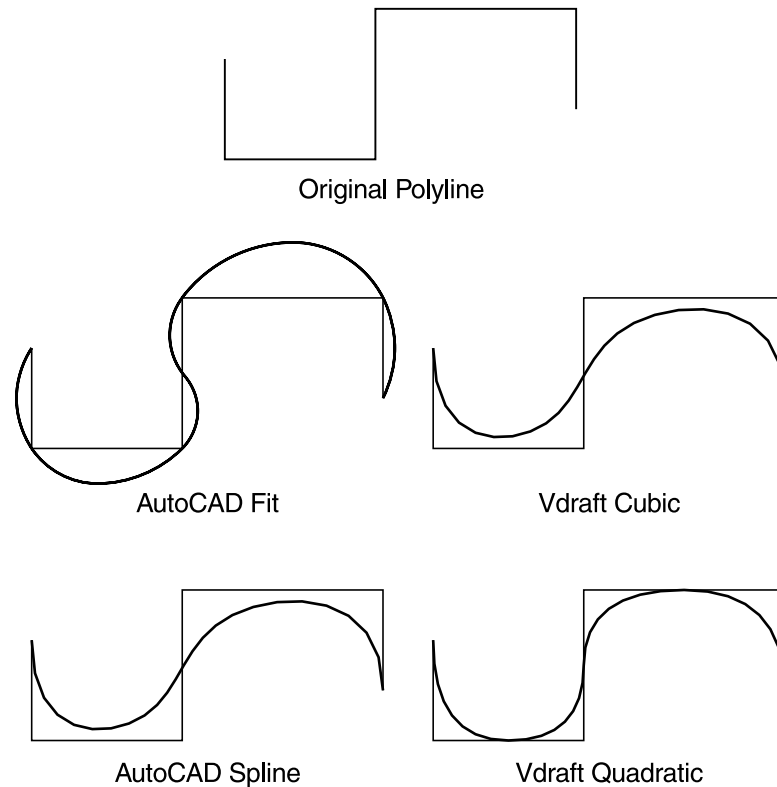 Original Polyline
AutoCAD Fit
Vdraft Cubic
AutoCAD Spline
Vdraft Quadratic